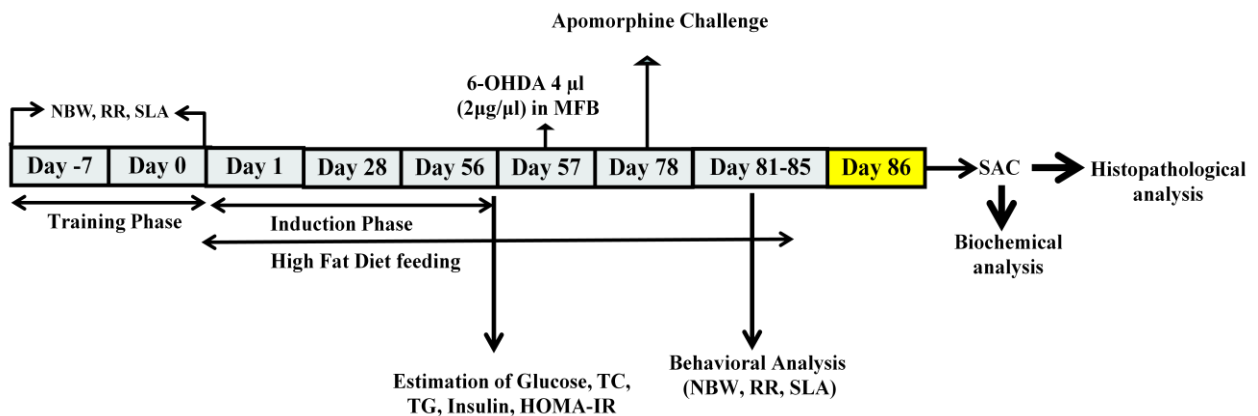 Apomorphine Challenge
6-OHDA 4 µl
(2µg/µl) in MFB
NBW, RR, SLA
Day -7
Day 0
Day 1
Day 28
Day 56
Day 57
Day 78
Day 81-85
Day 86
SAC
Histopathological
analysis
Training Phase
Induction Phase
High Fat Diet feeding
Biochemical
analysis
Estimation of Glucose, TC,
TG, Insulin, HOMA-IR
Behavioral Analysis
(NBW, RR, SLA)